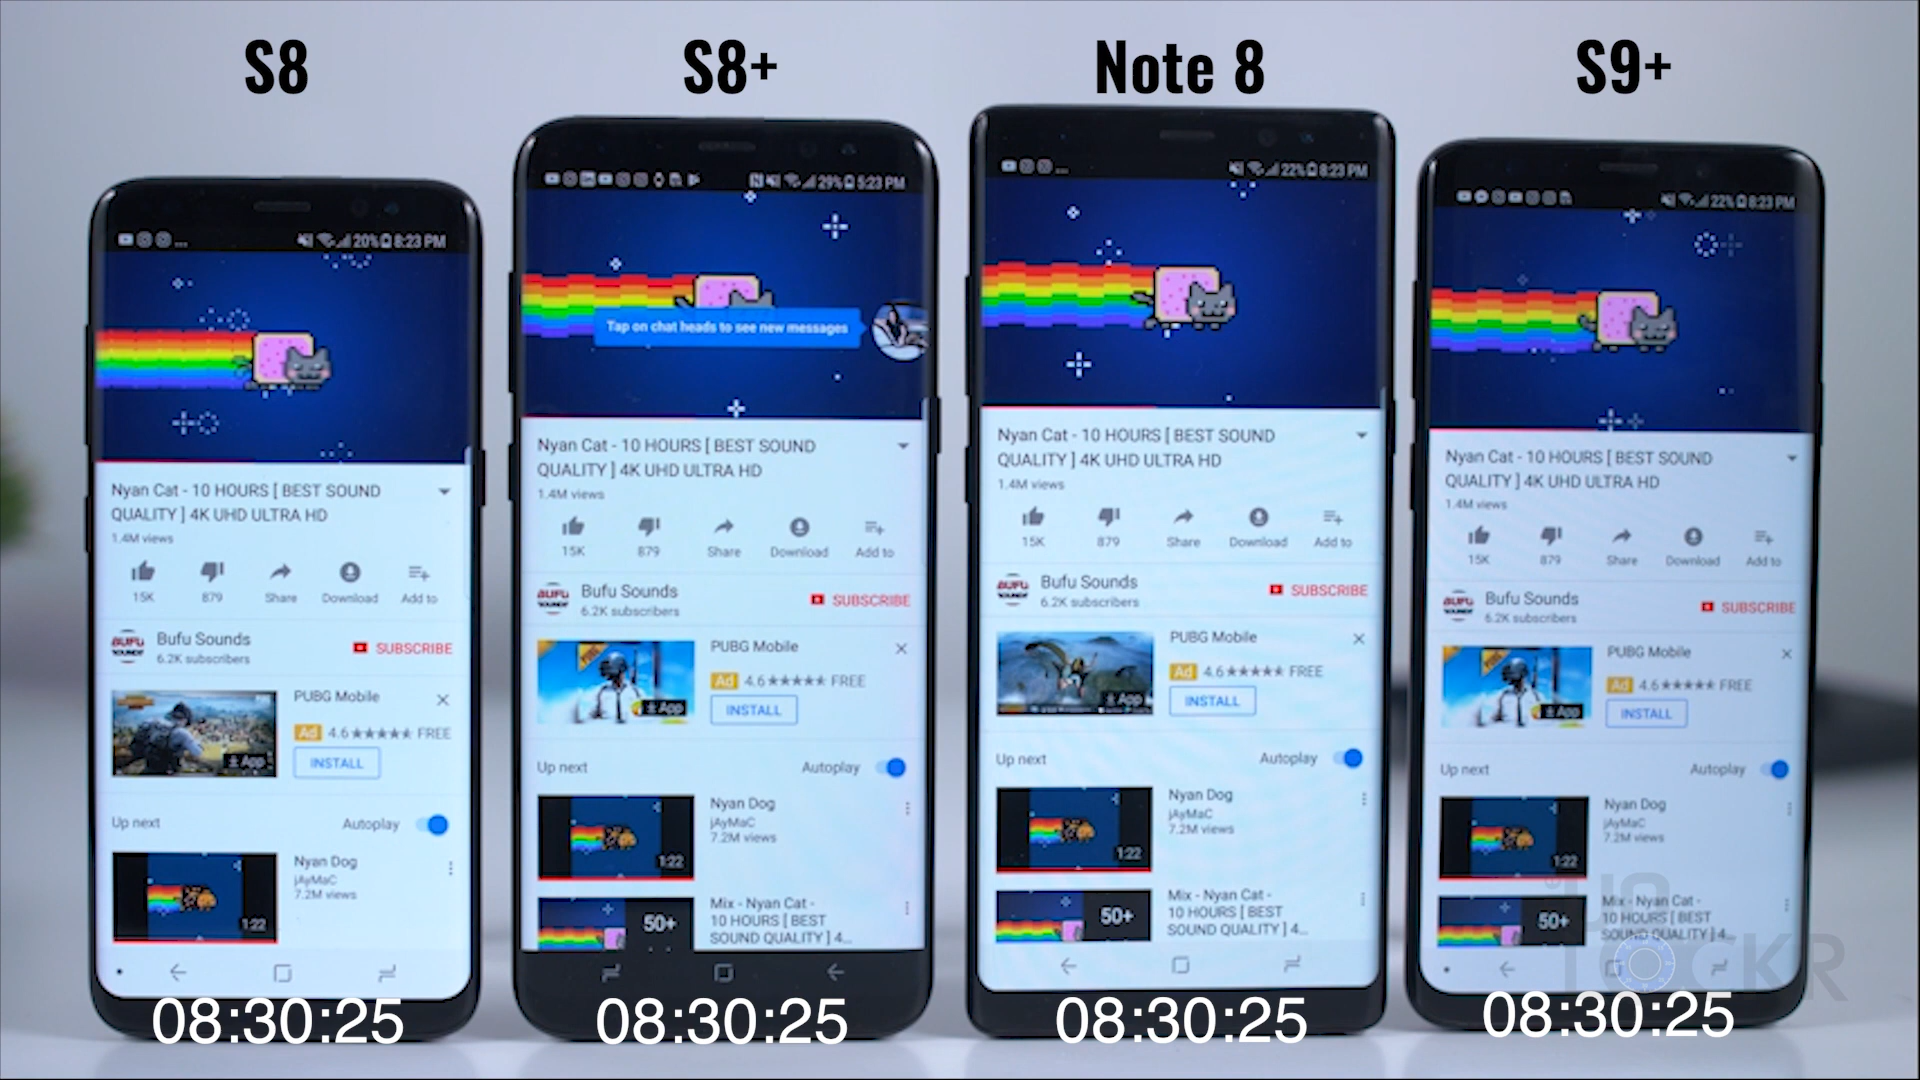 S8
S8+
Note 8
S9+
20% 8:23 PM
Nyan Cat - 10 HOURS [ BEST SOUND
QUALITY ] 4K UHD ULTRA HD
1.4M views
15K 879 Share Download Add to
BUFU
SOUNDS
Bufu Sounds
6.2K subscribers
SUBSCRIBE
PUBG Mobile
Ad 4.6★★★★★ FREE
App
INSTALL
Up next
Autoplay
Nyan Dog
jAyMaC
7.2M views
1:22
08:30:25
29% 5:23 PM
Tap on chat heads to see new messages
Nyan Cat - 10 HOURS [ BEST SOUND
QUALITY ] 4K UHD ULTRA HD
1.4M views
15K 879 Share Download Add to
BUFU
SOUNDS
Bufu Sounds
6.2K subscribers
SUBSCRIBE
PUBG
PUBG Mobile
Ad 4.6★★★★★ FREE
App
INSTALL
Up next
Autoplay
Nyan Dog
jAyMaC
7.2M views
1:22
Mix - Nyan Cat -
10 HOURS [ BEST
SOUND QUALITY ] 4...
50+
08:30:25
22% 8:23 PM
Nyan Cat - 10 HOURS [ BEST SOUND
QUALITY ] 4K UHD ULTRA HD
1.4M views
15K 879 Share Download Add to
BUFU
SOUNDS
Bufu Sounds
6.2K subscribers
SUBSCRIBE
PUBG Mobile
Ad 4.6★★★★★ FREE
App
INSTALL
Up next
Autoplay
Nyan Dog
jAyMaC
7.2M views
1:22
Mix - Nyan Cat -
10 HOURS [ BEST
SOUND QUALITY ] 4...
50+
08:30:25
22% 8:23 PM
Nyan Cat - 10 HOURS [ BEST SOUND
QUALITY ] 4K UHD ULTRA HD
1.4M views
15K 879 Share Download Add to
BUFU
SOUNDS
Bufu Sounds
6.2K subscribers
SUBSCRIBE
PUBG
PUBG Mobile
Ad 4.6★★★★★ FREE
App
INSTALL
Up next
Autoplay
Nyan Dog
jAyMaC
7.2M views
1:22
Mix - Nyan Cat -
10 HOURS [ BEST
SOUND QUALITY ] 4...
50+
08:30:25